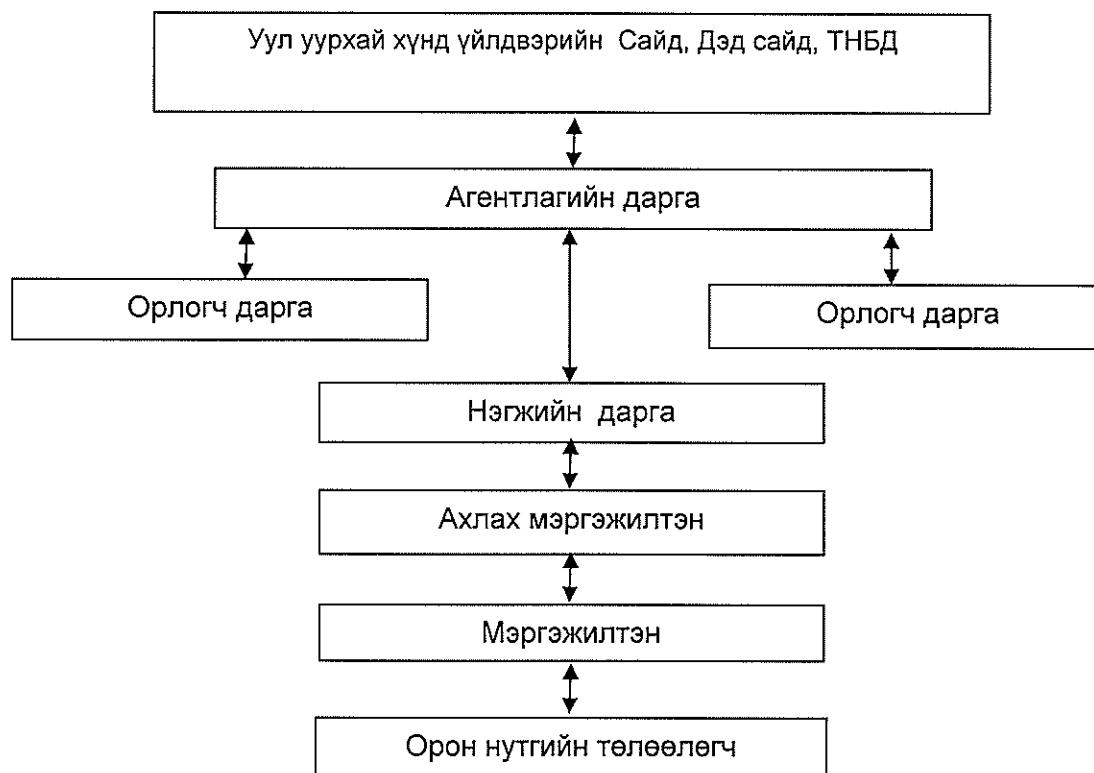 Уул уурхай хүнд үйлдвэрийн Сайд, Дэд сайд, ТНБД
Агентлагийн дарга
Орлогч дарга
Орлогч дарга
Нэгжийн дарга
Ахлах мэргэжилтэн
Мэргэжилтэн
Орон нутгийн төлөөлөгч